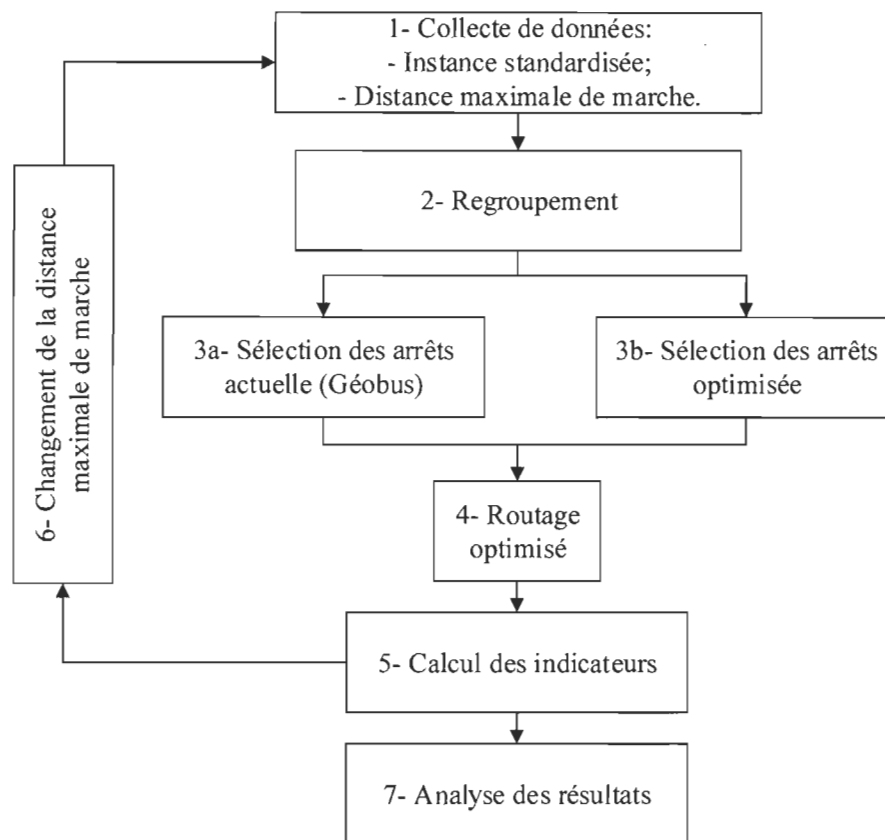 1- Collecte de données:
- Instance standardisée;
- Distance maximale de marche.
2- Regroupement
3a- Sélection des arrêts
actuelle (Géobus)
3b- Sélection des arrêts
optimisée
4- Routage
optimisé
5- Calcul des indicateurs
6- Changement de la distance
maximale de marche
7- Analyse des résultats